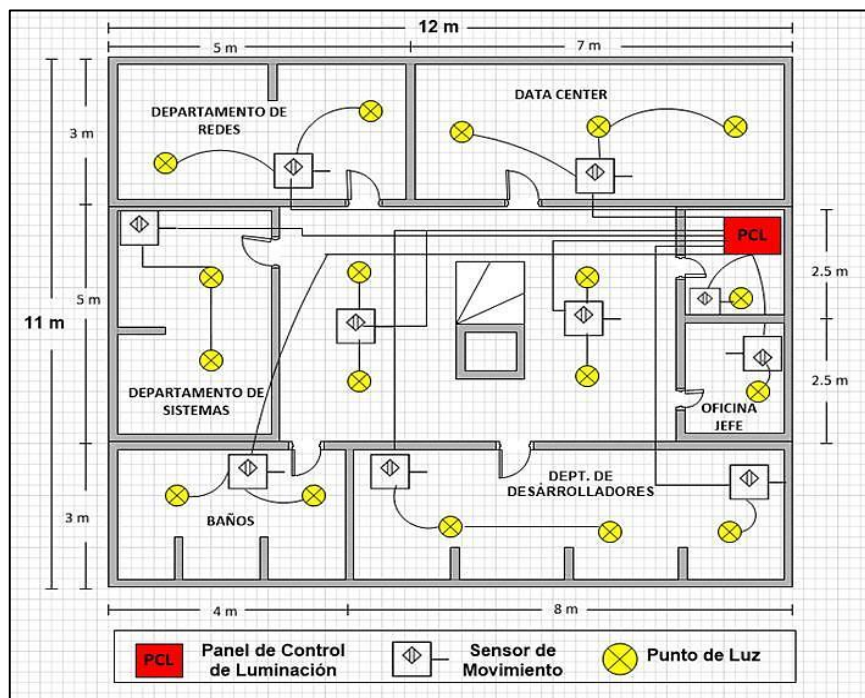 12 m
5 m
7 m
DEPARTAMENTO DE
REDES
DATA CENTER
3 m
PCL
2.5 m
5 m
11 m
2.5 m
DEPARTAMENTO DE
SISTEMAS
OFICINA
JEFE
DEPT. DE
DESARROLLADORES
BAÑOS
3 m
4 m
8 m
PCL
Panel de Control
de Luminación
Sensor de
Movimiento
Punto de Luz